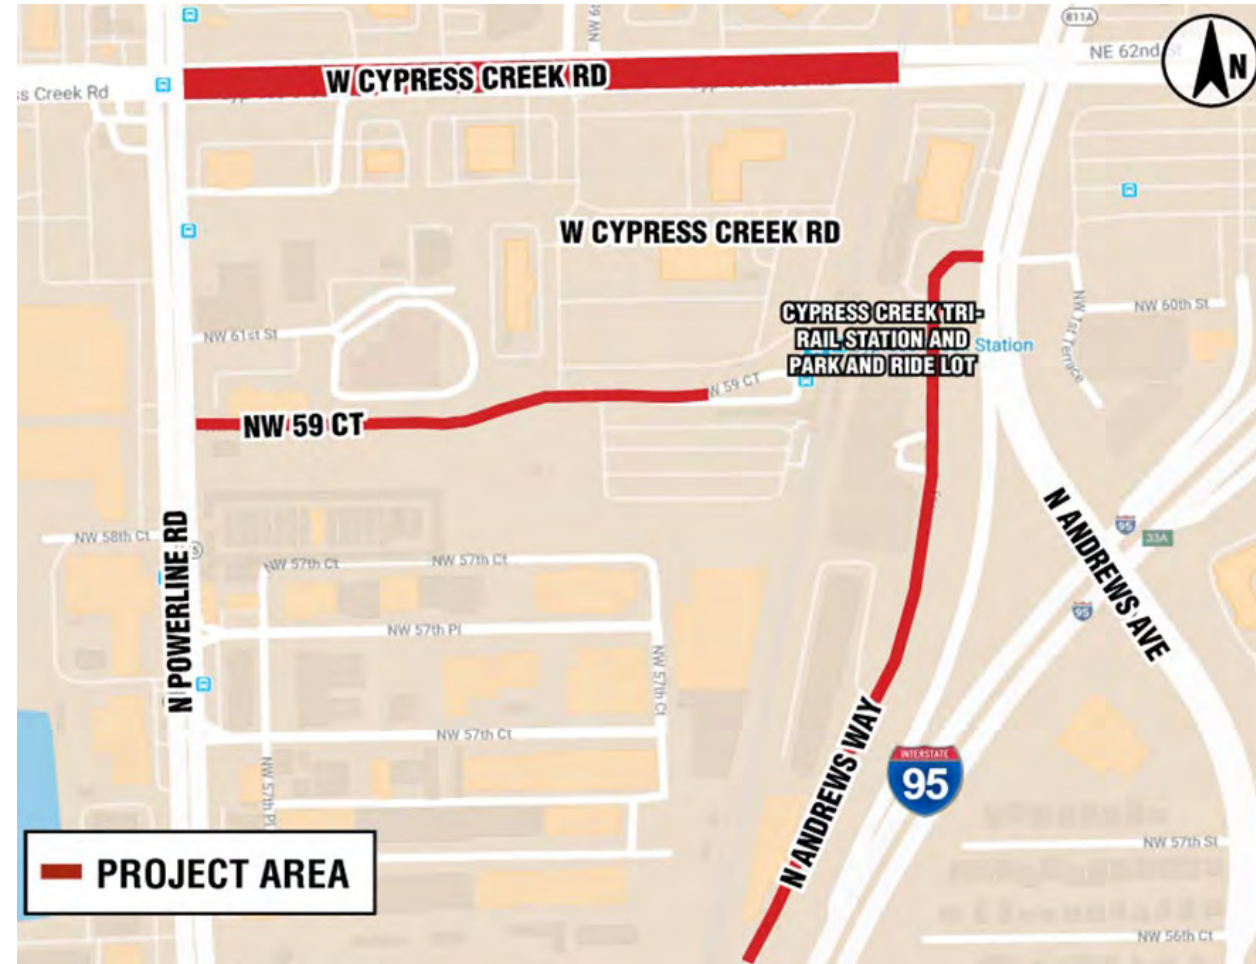 811A
NE 62nd St
N
W CYPRESS CREEK RD
ss Creek Rd
NW 59
W CYPRESS CREEK RD
NW 60th St
NW 1st Terrace
CYPRESS CREEK TRI-
RAIL STATION AND
PARK AND RIDE LOT
Station
NW 61st St
W 59 CT
NW 59 CT
N ANDREWS AVE
95
33A
NW 58th Ct
N POWERLINE RD
NW 57th Ct
NW 57th Ct
95
NW 57th Pl
NW 57th Ct
NW 57th Ct
NW 57th Pl
N ANDREWS WAY
INTERSTATE
95
PROJECT AREA
NW 57th St
NW 56th Ct